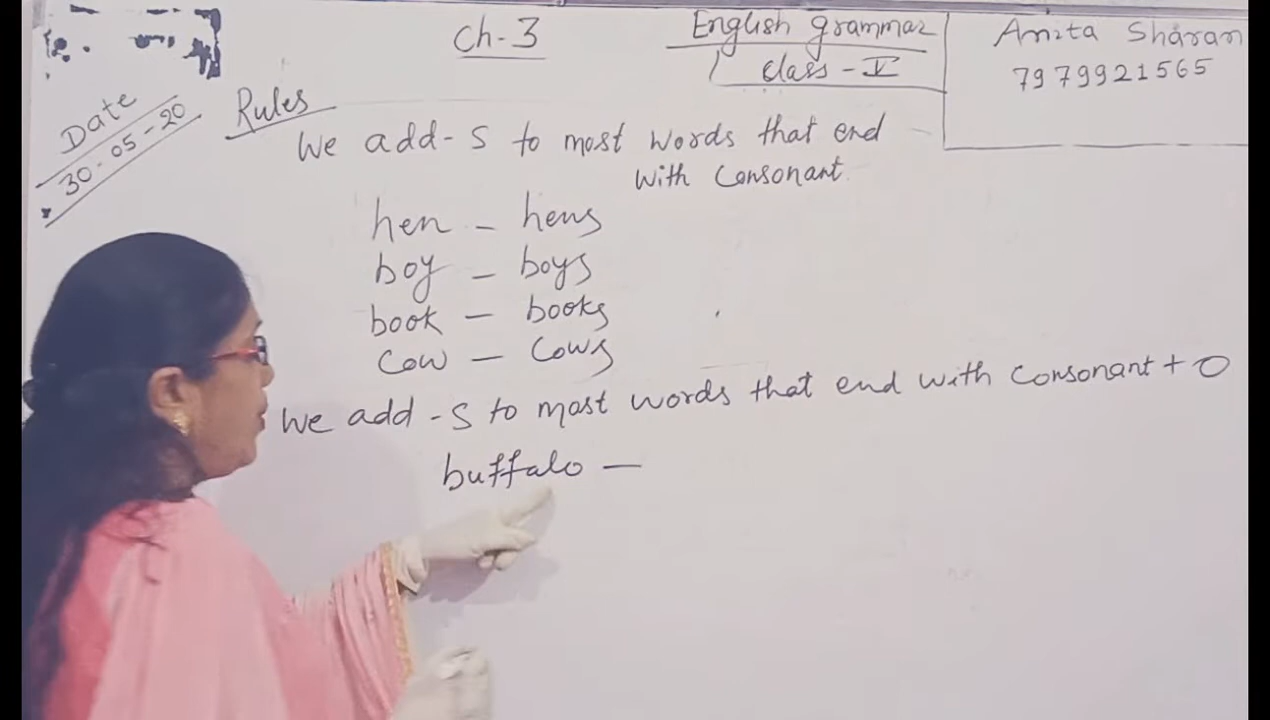 Ch-3
English grammar
Class - V
Anita Sharan
7979921565
Date
30-05-20
Rules
We add - S to most words that end
with consonant.
hen - hens
boy - boys
book - books
Cow - Cows
We add - S to most words that end with consonant + O
buffalo -